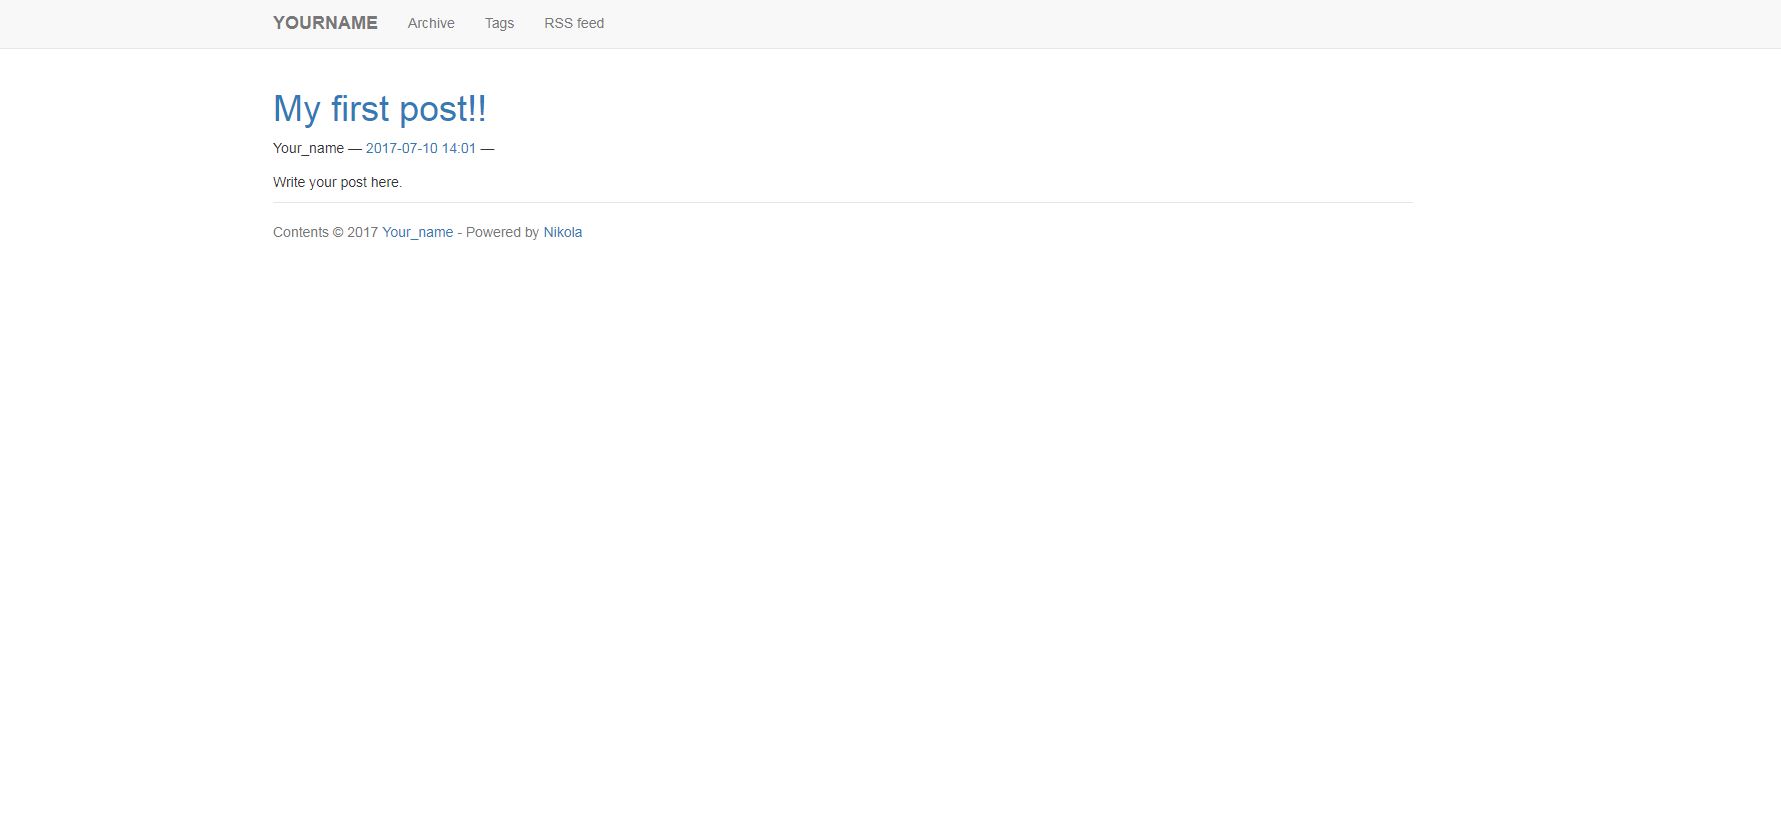 YOURNAME Archive Tags RSS feed
My first post!!
Your_name — 2017-07-10 14:01 —
Write your post here.
Contents © 2017 Your_name - Powered by Nikola